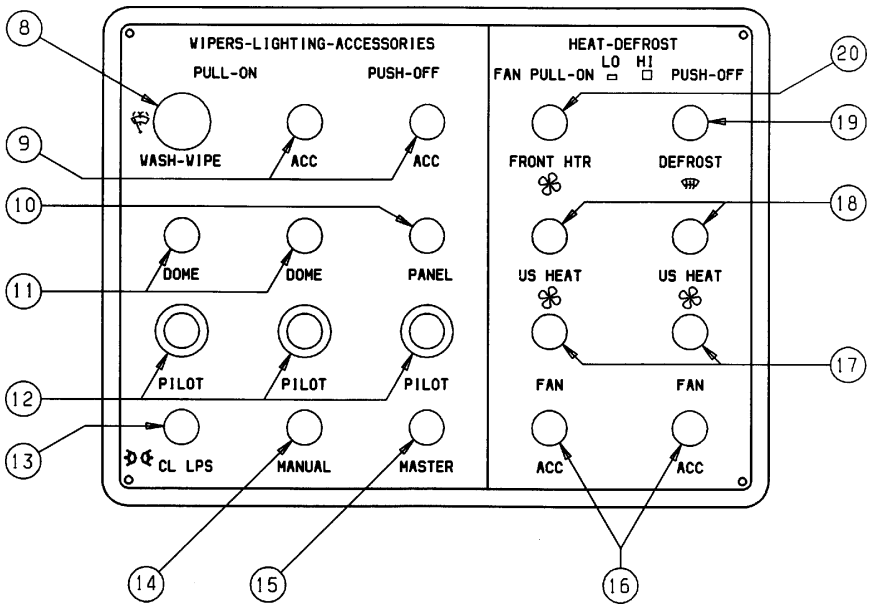 8
WIPERS-LIGHTING-ACCESSORIES
HEAT-DEFROST
20
PULL-ON
PUSH-OFF
LO HI
FAN PULL-ON
PUSH-OFF
9
19
WASH-WIPE
ACC
ACC
FRONT HTR
DEFROST
10
18
DOME
DOME
PANEL
US HEAT
US HEAT
11
17
PILOT
PILOT
PILOT
FAN
FAN
12
13
CL LPS
MANUAL
MASTER
ACC
ACC
14
15
16